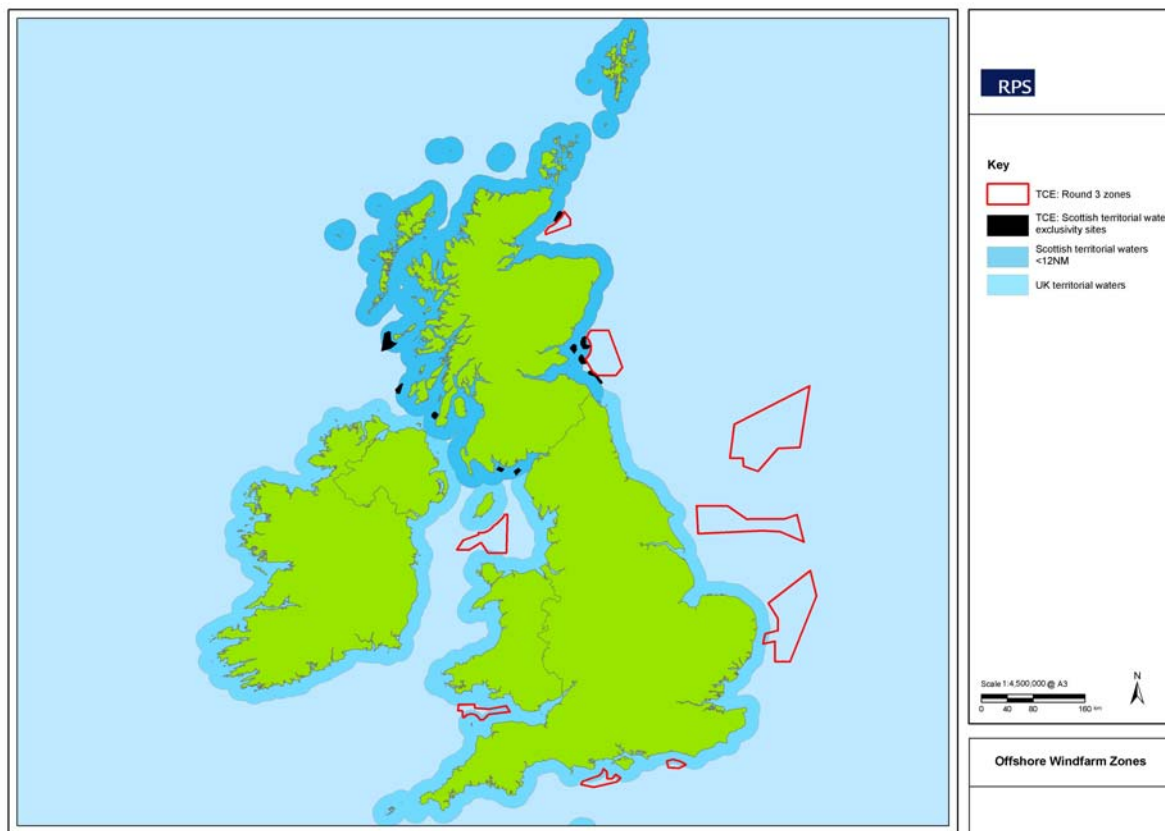 RPS
Key
TCE: Round 3 zones
TCE: Scottish territorial wate
exclusivity sites
Scottish territorial waters
<12NM
UK territorial waters
Scale 1:4,500,000 @ A3
N
0 40 80 160 km
Offshore Windfarm Zones